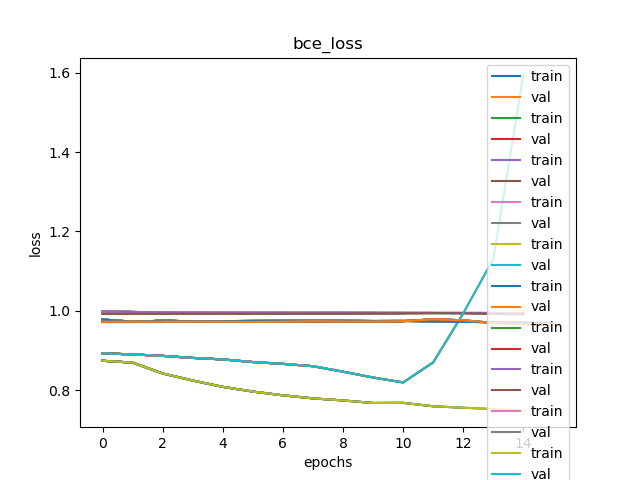 bce_loss
1.6
1.4
1.2
1.0
0.8
loss
0 2 4 6 8 10 12 14
epochs
train
val
train
val
train
val
train
val
train
val
train
val
train
val
train
val
train
val
train
val